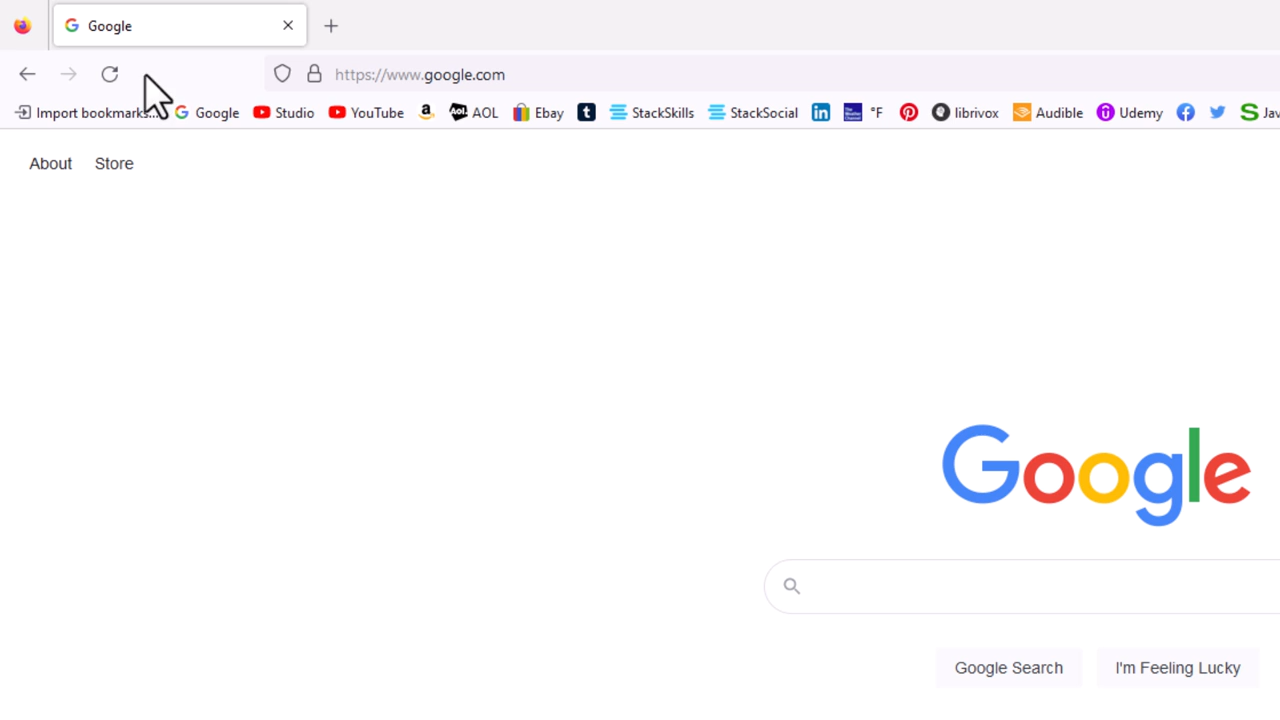 Google
https://www.google.com
Import bookmarks... Google Studio YouTube AOL Ebay StackSkills StackSocial °F librivox Audible Udemy Jav
About Store
Google
Google Search I'm Feeling Lucky